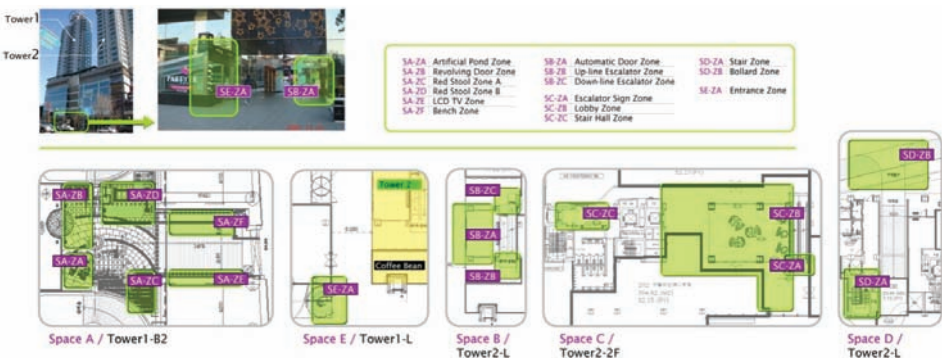 Tower1
Tower2
SE-ZA
SB-ZA
SA-ZA Artificial Pond Zone
SA-ZB Revolving Door Zone
SA-ZC Red Stool Zone A
SA-ZD Red Stool Zone B
SA-ZE LCD TV Zone
SA-ZF Bench Zone
SB-ZA Automatic Door Zone
SB-ZB Up-line Escalator Zone
SB-ZC Down-line Escalator Zone
SC-ZA Escalator Sign Zone
SC-ZB Lobby Zone
SC-ZC Stair Hall Zone
SD-ZA Stair Zone
SD-ZB Bollard Zone
SE-ZA Entrance Zone
SA-ZB
SA-ZD
SA-ZF
SA-ZA
SA-ZC
SA-ZE
Space A / Tower1-B2
Tower 2
Coffee Bean
SE-ZA
Space E / Tower1-L
SB-ZC
SB-ZA
SB-ZB
Space B /
Tower2-L
SC-ZC
SC-ZB
SC-ZA
Space C /
Tower2-2F
SD-ZB
SD-ZA
Space D /
Tower2-L